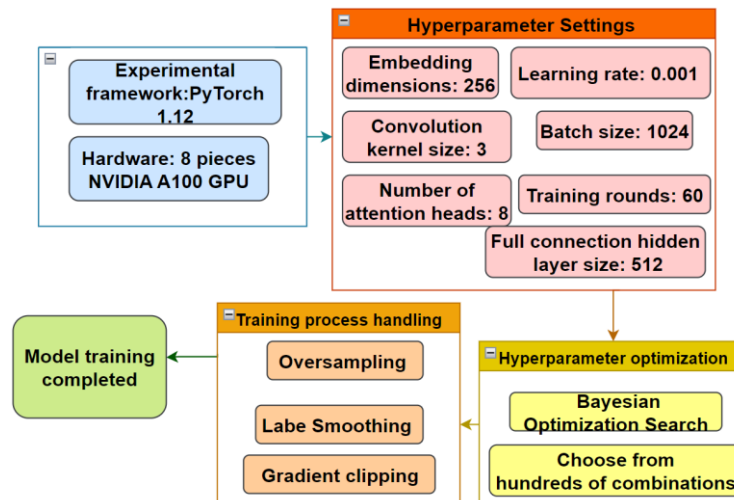 Experimental
framework:PyTorch
1.12
Hardware: 8 pieces
NVIDIA A100 GPU
Hyperparameter Settings
Embedding
dimensions: 256
Learning rate: 0.001
Convolution
kernel size: 3
Batch size: 1024
Number of
attention heads: 8
Training rounds: 60
Full connection hidden
layer size: 512
Hyperparameter optimization
Bayesian
Optimization Search
Choose from
hundreds of combinations
Training process handling
Oversampling
Labe Smoothing
Gradient clipping
Model training
completed